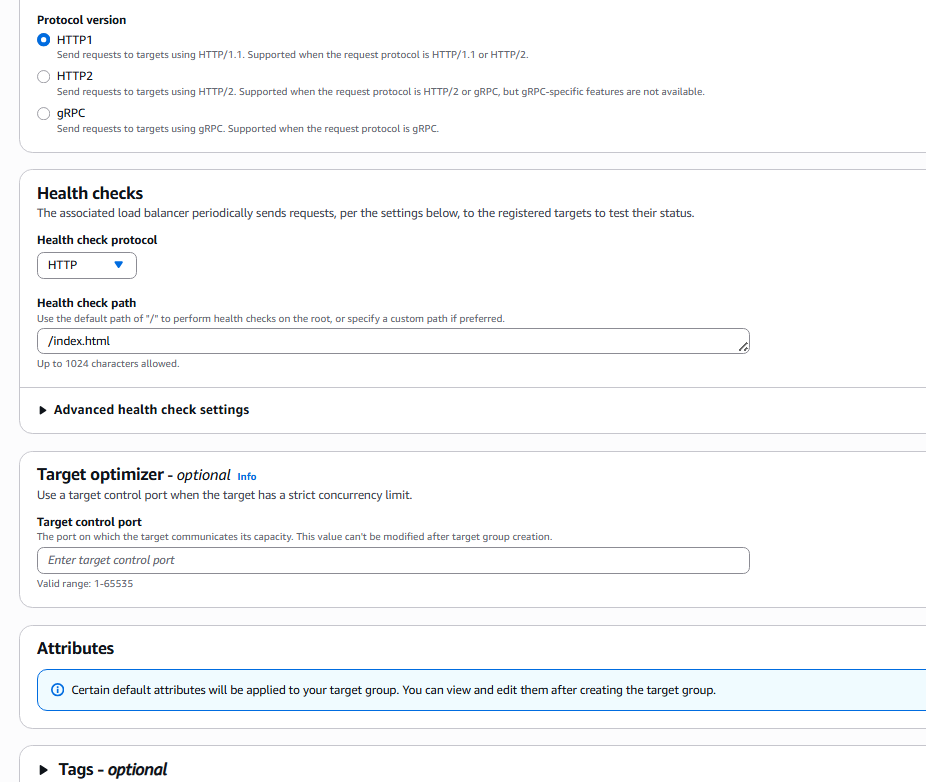 Protocol version
HTTP1
Send requests to targets using HTTP/1.1. Supported when the request protocol is HTTP/1.1 or HTTP/2.
HTTP2
Send requests to targets using HTTP/2. Supported when the request protocol is HTTP/2 or gRPC, but gRPC-specific features are not available.
gRPC
Send requests to targets using gRPC. Supported when the request protocol is gRPC.
Health checks
The associated load balancer periodically sends requests, per the settings below, to the registered targets to test their status.
Health check protocol
HTTP
Health check path
Use the default path of "/" to perform health checks on the root, or specify a custom path if preferred.
/index.html
Up to 1024 characters allowed.
Advanced health check settings
Target optimizer - optional Info
Use a target control port when the target has a strict concurrency limit.
Target control port
The port on which the target communicates its capacity. This value can't be modified after target group creation.
Enter target control port
Valid range: 1-65535
Attributes
Certain default attributes will be applied to your target group. You can view and edit them after creating the target group.
Tags - optional